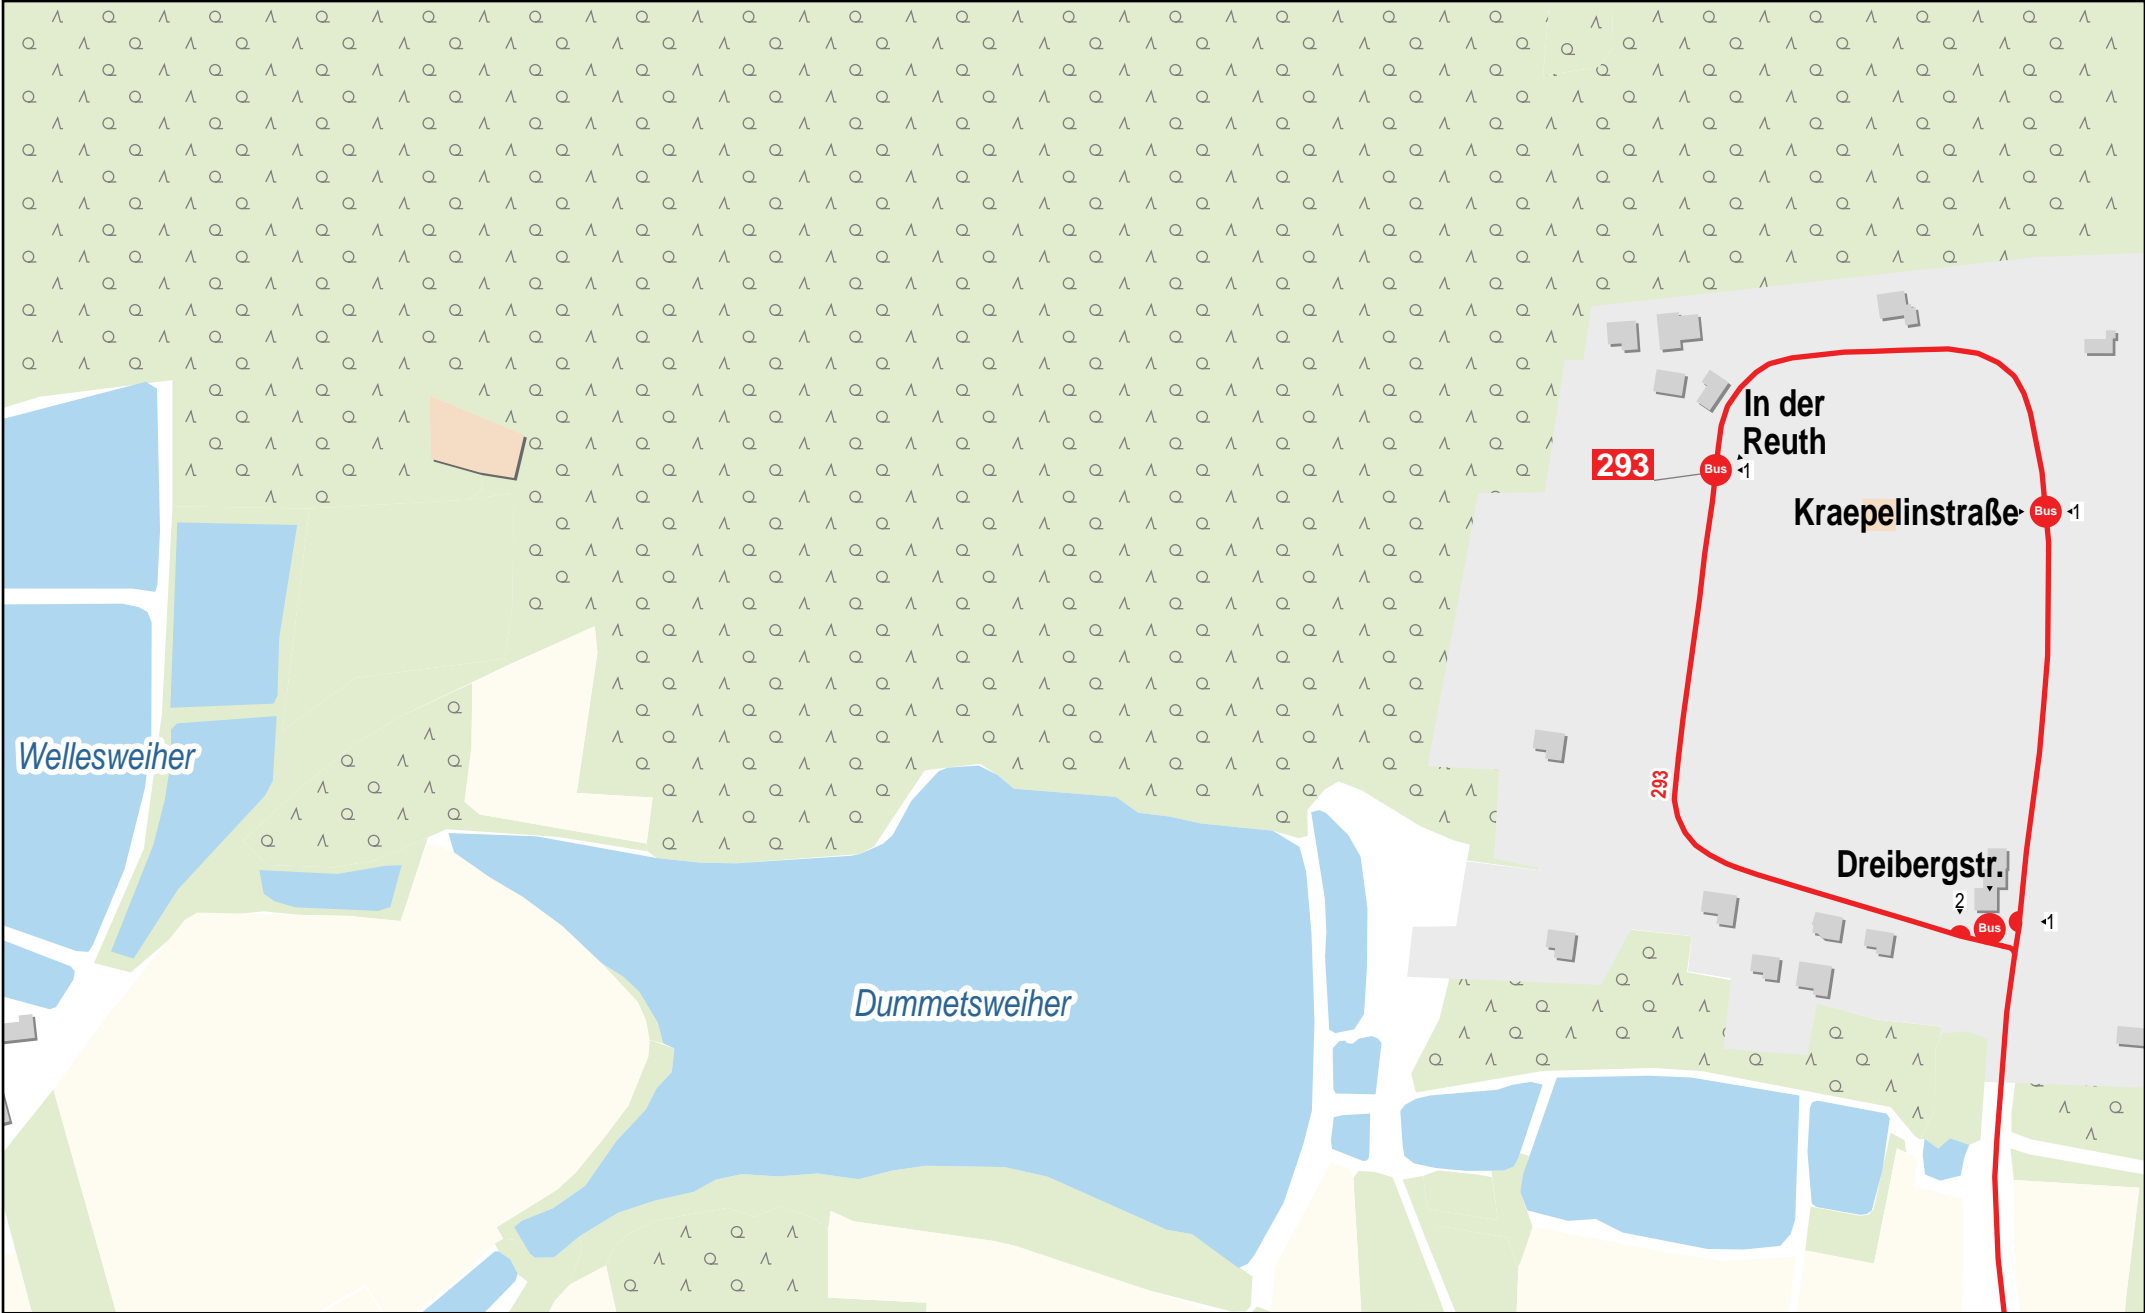 In der
Reuth
293
Bus
1
Kraepelinstraße
Bus
1
Wellesweiher
293
Dreibergstr.
2
Bus
1
Dummetsweiher